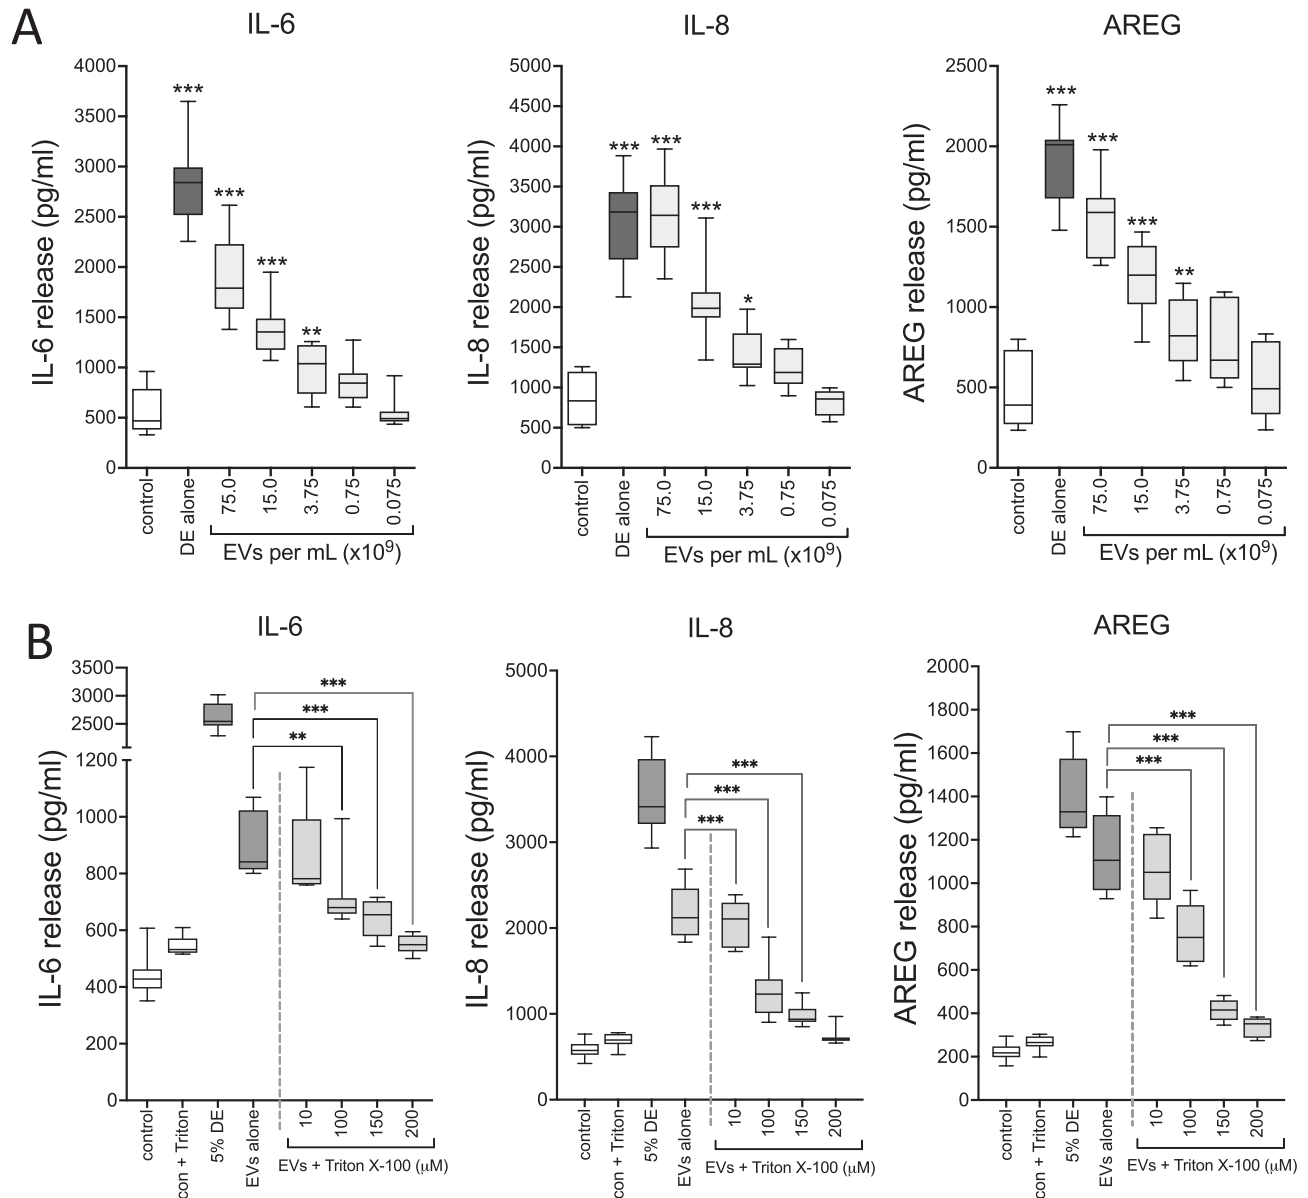 A
IL-6
IL-6 release (pg/ml)
4000
3500
3000
2500
2000
1500
1000
500
0
***
***
***
**
control
DE alone
75.0
15.0
3.75
0.75
0.075
EVs per mL (x10⁹)
IL-8
IL-8 release (pg/ml)
5000
4500
4000
3500
3000
2500
2000
1500
1000
500
0
***
***
***
*
control
DE alone
75.0
15.0
3.75
0.75
0.075
EVs per mL (x10⁹)
AREG
AREG release (pg/ml)
2500
2000
1500
1000
500
0
***
***
***
**
control
DE alone
75.0
15.0
3.75
0.75
0.075
EVs per mL (x10⁹)
B
IL-6
IL-6 release (pg/ml)
3500
3000
2500
1200
1000
800
600
400
200
0
***
***
**
control
con + Triton
5% DE
EVs alone
10
100
150
200
EVs + Triton X-100 (μM)
IL-8
IL-8 release (pg/ml)
5000
4000
3000
2000
1000
0
***
***
***
control
con + Triton
5% DE
EVs alone
10
100
150
200
EVs + Triton X-100 (μM)
AREG
AREG release (pg/ml)
2000
1800
1600
1400
1200
1000
800
600
400
200
0
***
***
***
control
con + Triton
5% DE
EVs alone
10
100
150
200
EVs + Triton X-100 (μM)